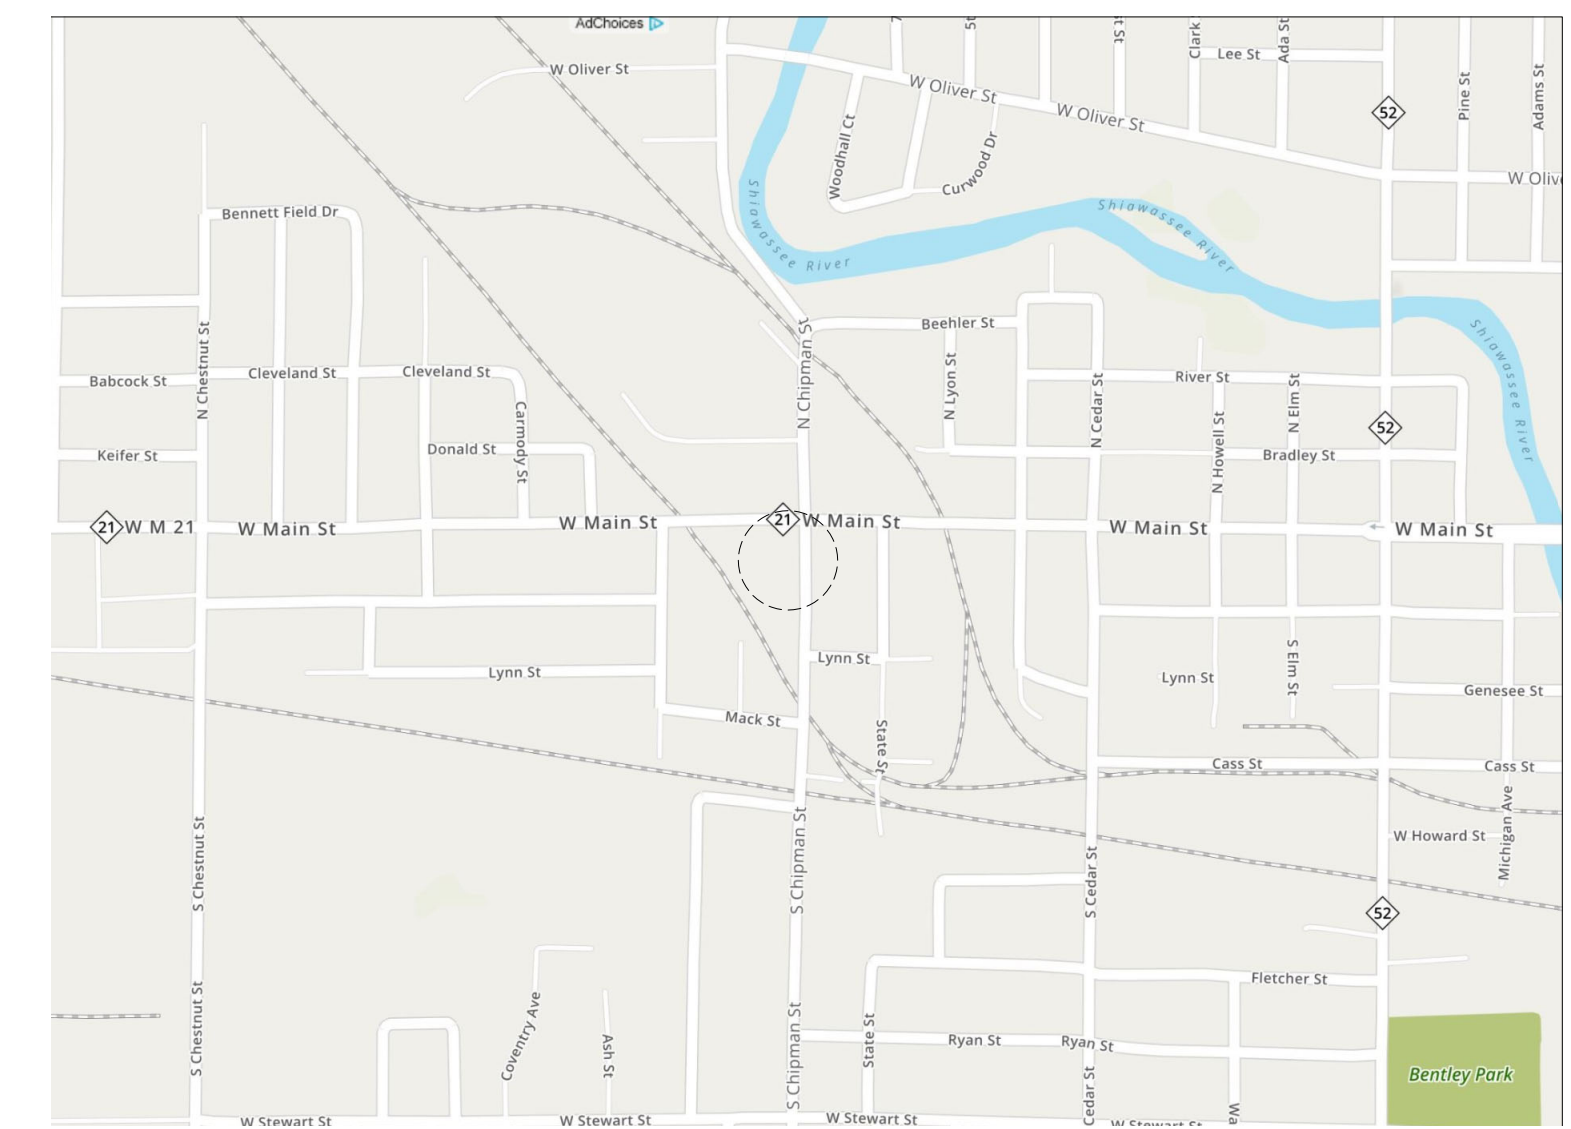 AdChoices
W Oliver St
W Oliver St
W Oliver St
Lee St
Clark
Ada St
52
Pine St
Adams St
Woodhall Ct
Curwood Dr
Shiawassee River
Shiawassee River
Bennett Field Dr
N Chestnut St
Babcock St
Cleveland St
Cleveland St
Carmody St
Donald St
Keifer St
N Chipman St
Beehler St
N Lyon St
N Cedar St
River St
N Elm St
N Howell St
Bradley St
52
Shiawassee River
21
W M 21
W Main St
W Main St
21
W Main St
W Main St
W Main St
Lynn St
Lynn St
Lynn St
S Elm St
Genesee St
Mack St
State St
Cass St
Cass St
Michigan Ave
W Howard St
S Chestnut St
S Chipman St
S Cedar St
52
Fletcher St
S Chestnut St
Coventry Ave
Ash St
S Chipman St
State St
Ryan St
Ryan St
Cedar St
Bentley Park
W Stewart St
W Stewart St
W Stewart St
W Stewart St